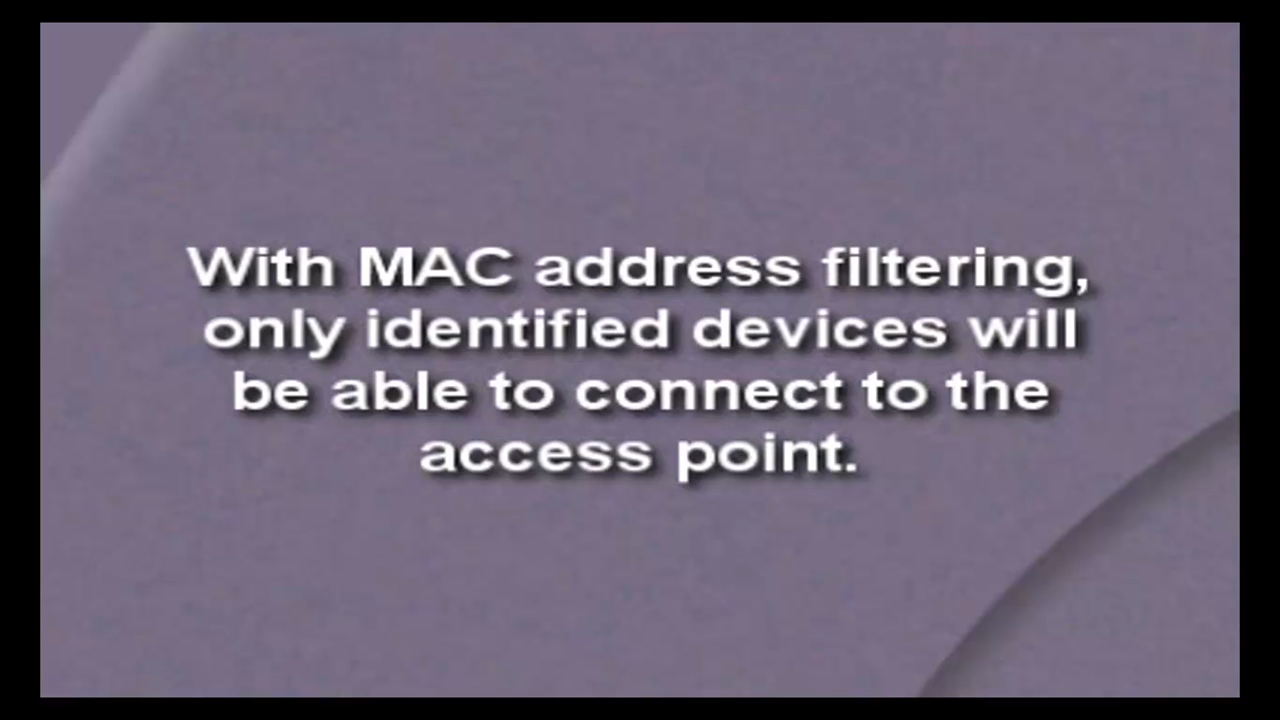 With MAC address filtering,
only identified devices will
be able to connect to the
access point.